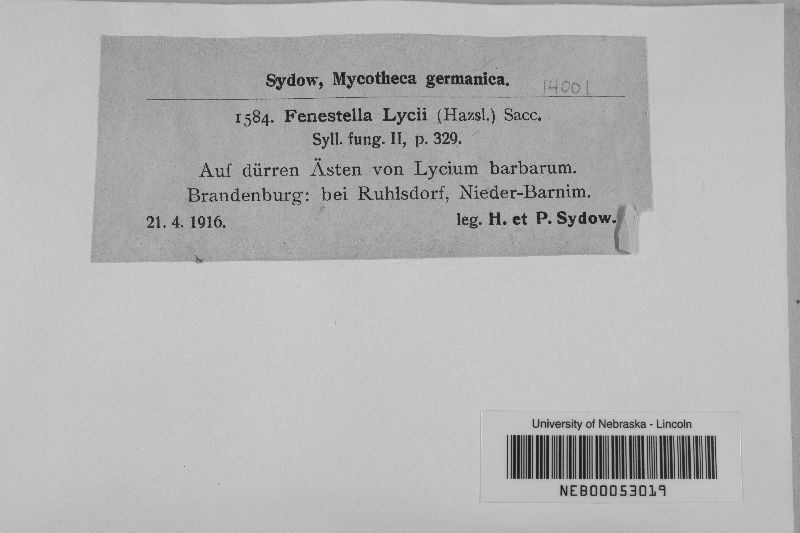 Sydow, Mycotheca germanica. 14001
1584. Fenestella Lycii (Hazsl.) Sacc.
Syll. fung. II, p. 329.
Auf dürren Ästen von Lycium barbarum.
Brandenburg: bei Ruhlsdorf, Nieder-Barnim.
21. 4. 1916. leg. H. et P. Sydow.
University of Nebraska - Lincoln
NEB00053019